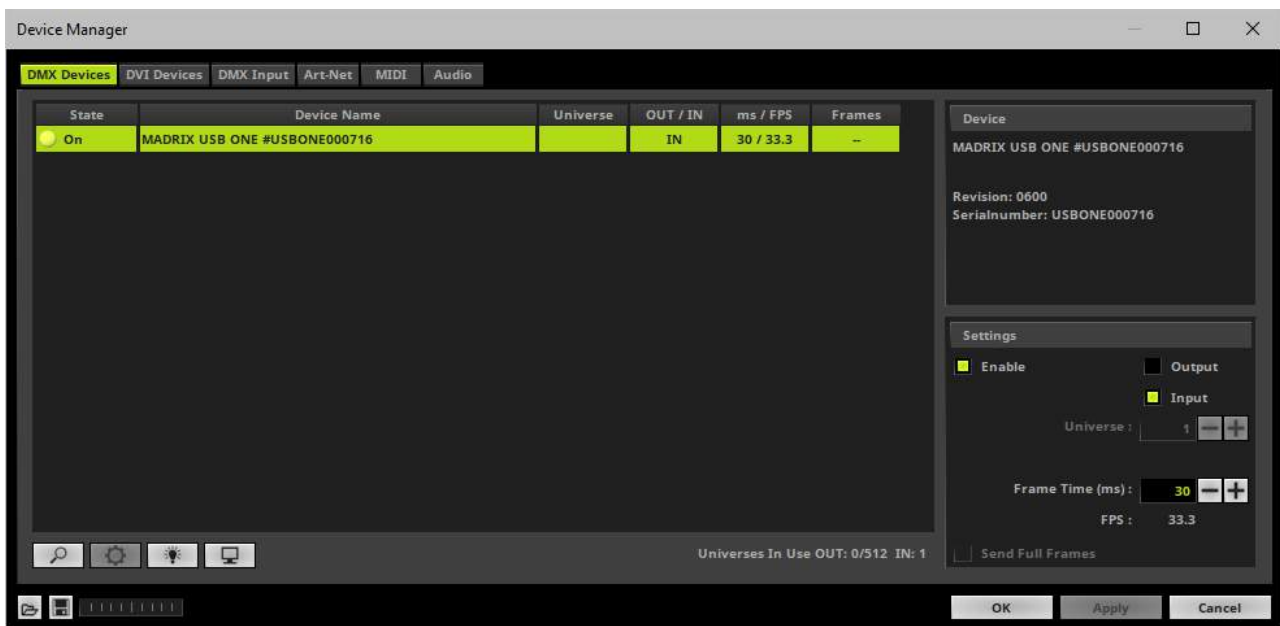 Device Manager
DMX Devices DVI Devices DMX Input Art-Net MIDI Audio
State Device Name Universe OUT / IN ms / FPS Frames
On MADRIX USB ONE #USBONE000716 IN 30 / 33.3 --
Device
MADRIX USB ONE #USBONE000716
Revision: 0600
Serialnumber: USBONE000716
Settings
Enable Output
Input
Universe : 1
Frame Time (ms) : 30
FPS : 33.3
Universes In Use OUT: 0/512 IN: 1
Send Full Frames
OK Apply Cancel